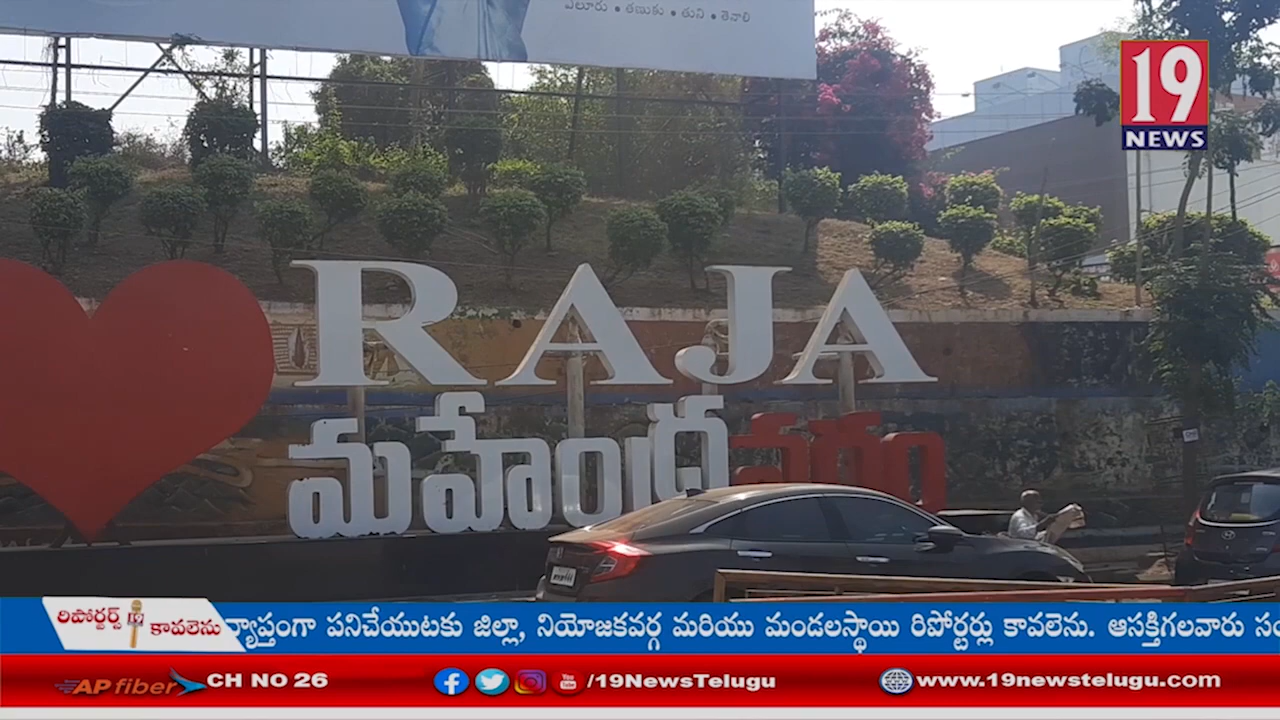 ఏలూరు • తణుకు • తుని • తెనాలి
19
NEWS
RAJA
మహేంద్రవరం
రిపోర్టర్స్ కావలెను
వ్యాప్తంగా పనిచేయుటకు జిల్లా, నియోజకవర్గ మరియు మండలస్థాయి రిపోర్టర్లు కావలెను. ఆసక్తిగలవారు సం
AP fiber CH NO 26 /19NewsTelugu www.19newstelugu.com